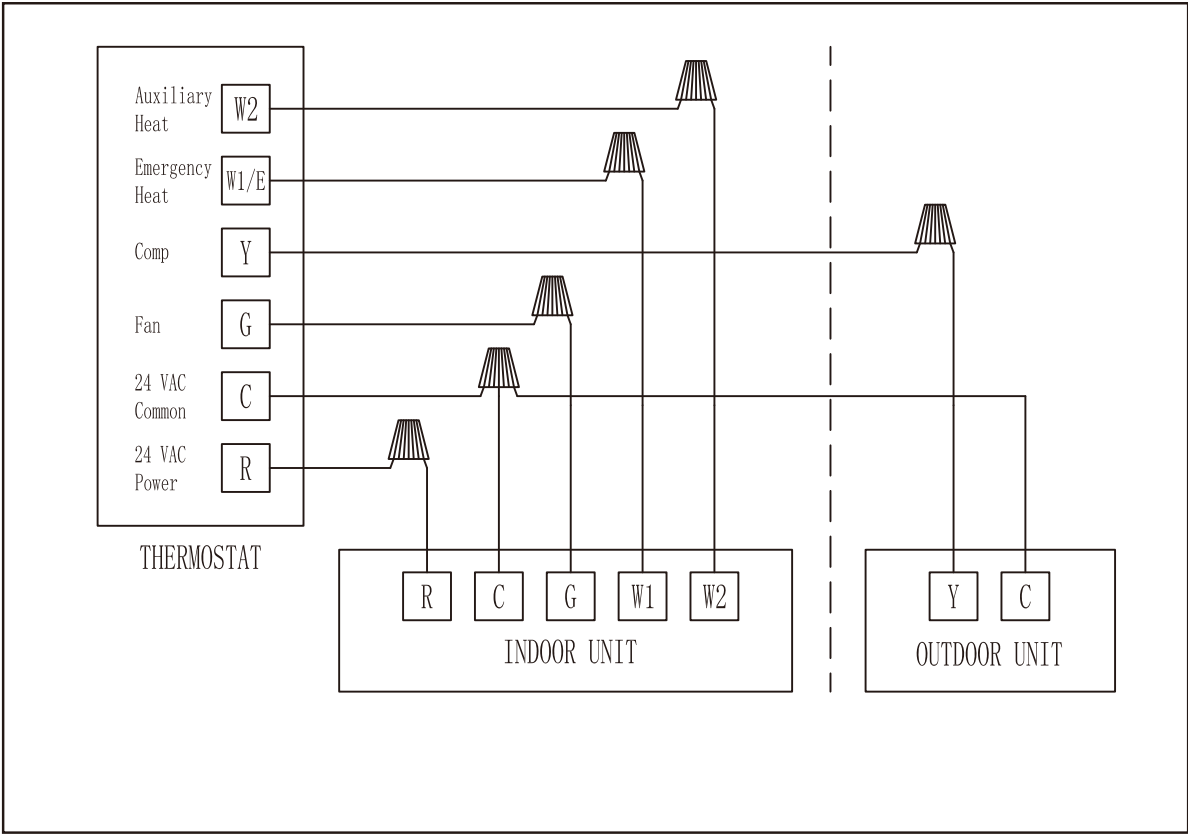 Auxiliary
Heat
W2
Emergency
Heat
W1/E
Comp
Y
Fan
G
24 VAC
Common
C
24 VAC
Power
R
THERMOSTAT
R C G W1 W2
INDOOR UNIT
Y C
OUTDOOR UNIT